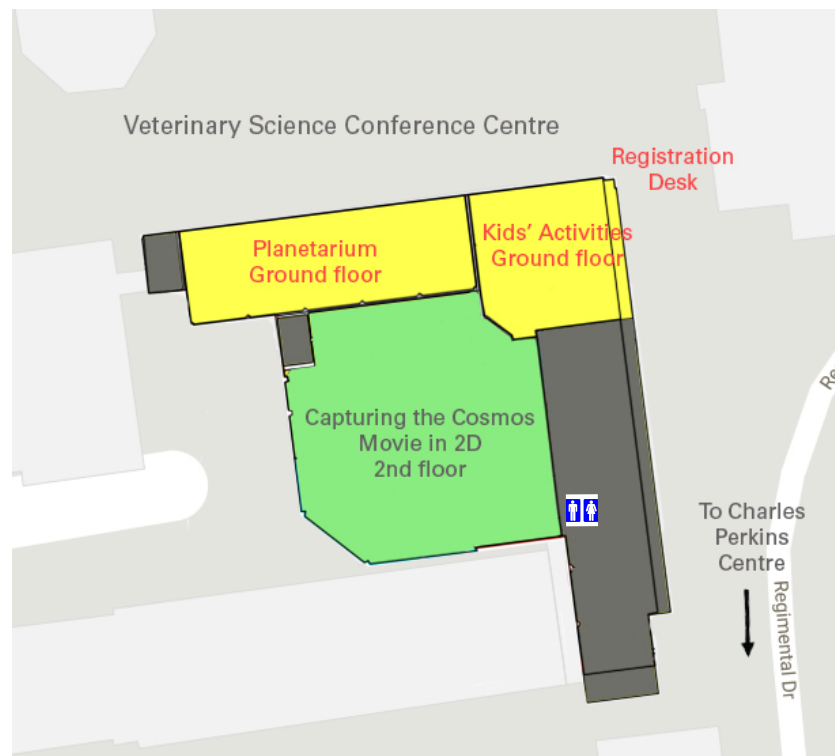 Veterinary Science Conference Centre
Registration
Desk
Planetarium
Ground floor
Kids' Activities
Ground floor
Capturing the Cosmos
Movie in 2D
2nd floor
To Charles
Perkins
Centre
Regimental Dr